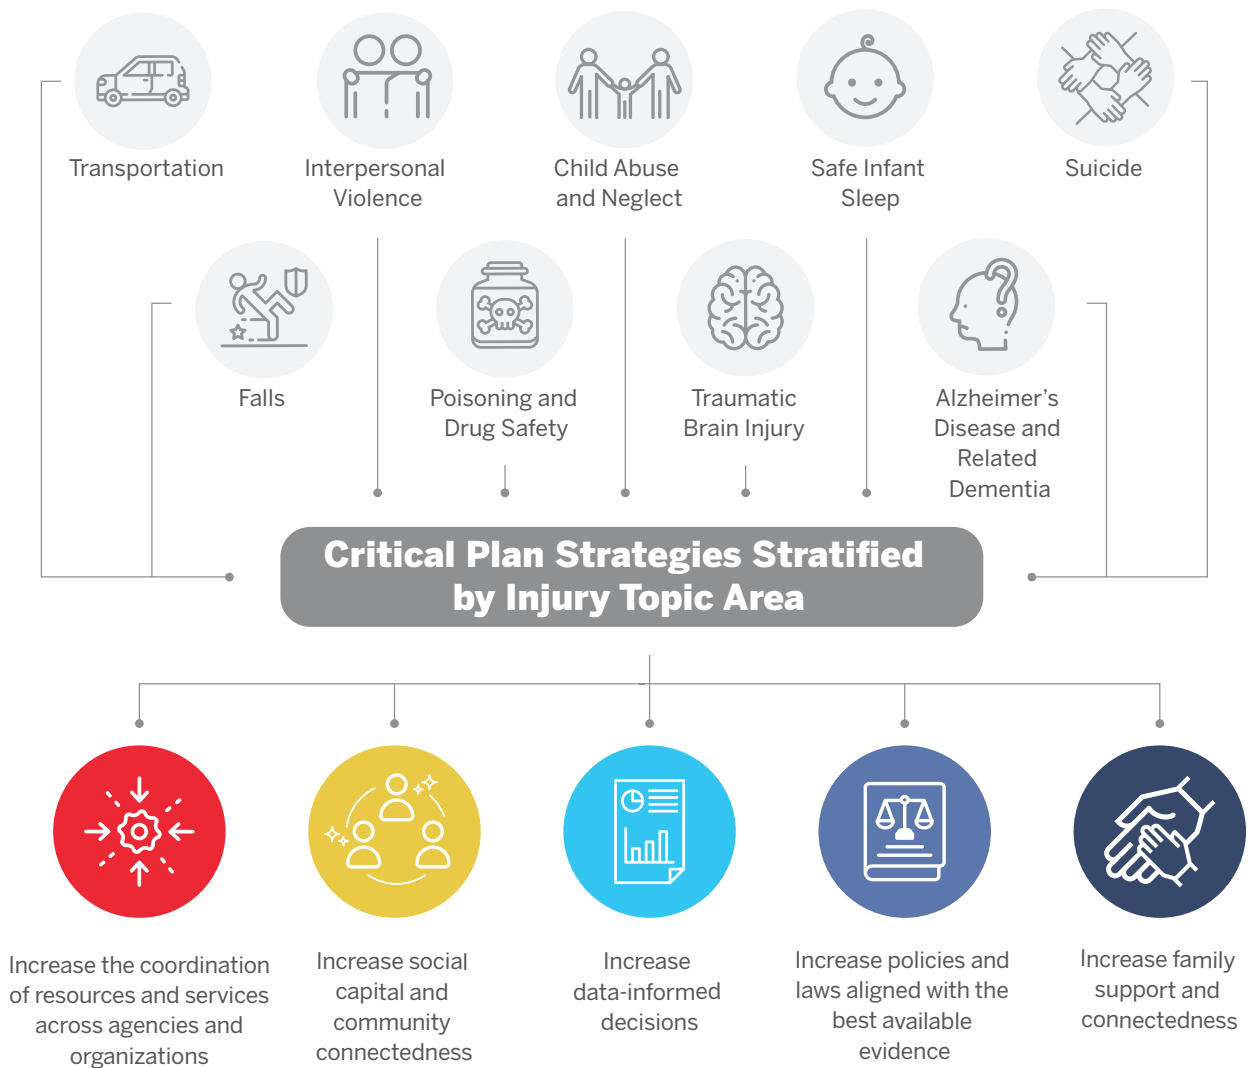 Transportation
Interpersonal
Violence
Child Abuse
and Neglect
Safe Infant
Sleep
Suicide
Falls
Poisoning and
Drug Safety
Traumatic
Brain Injury
Alzheimer’s
Disease and
Related
Dementia
Critical Plan Strategies Stratified
by Injury Topic Area
Increase the coordination
of resources and services
across agencies and
organizations
Increase social
capital and
community
connectedness
Increase
data-informed
decisions
Increase policies and
laws aligned with the
best available
evidence
Increase family
support and
connectedness